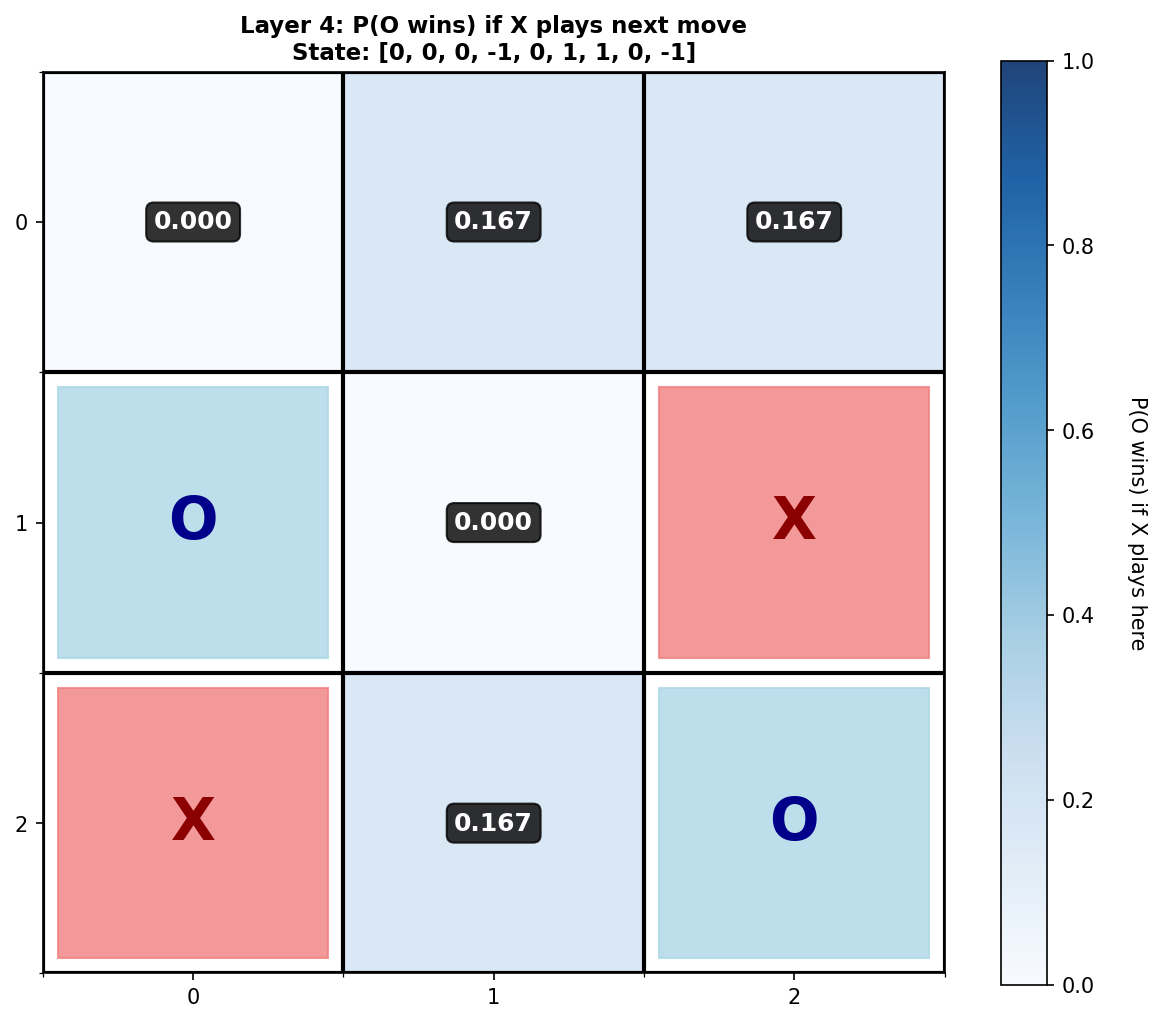 Layer 4: P(O wins) if X plays next move
State: [0, 0, 0, -1, 0, 1, 1, 0, -1]
0
0.000
0.167
0.167
1
O
0.000
X
2
X
0.167
O
0
1
2
1.0
0.8
0.6
0.4
0.2
0.0
P(O wins) if X plays here